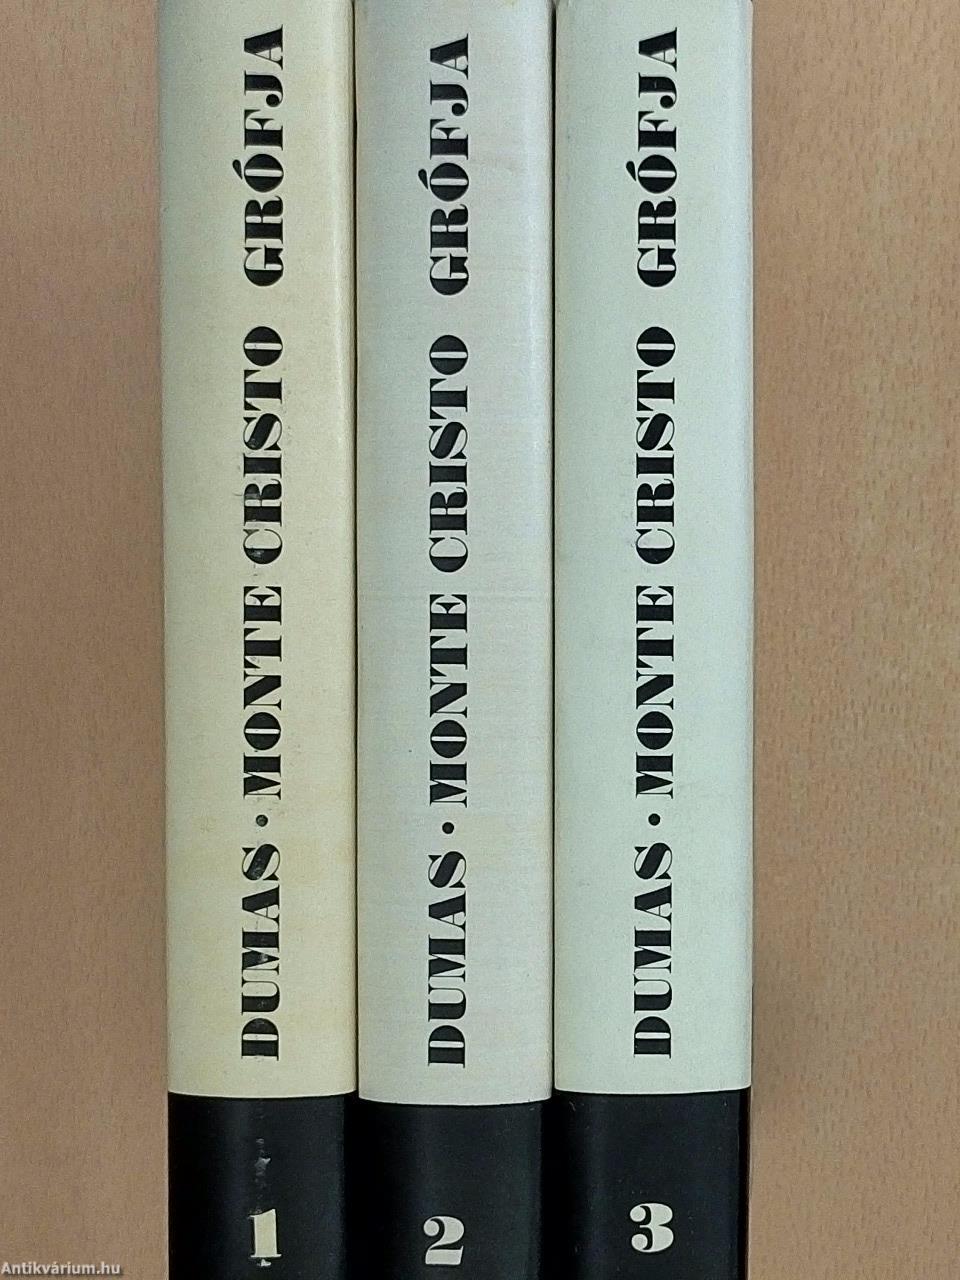 DUMAS · MONTE CRISTO GRÓFJA
1
DUMAS · MONTE CRISTO GRÓFJA
2
DUMAS · MONTE CRISTO GRÓFJA
3
Antikvárium.hu